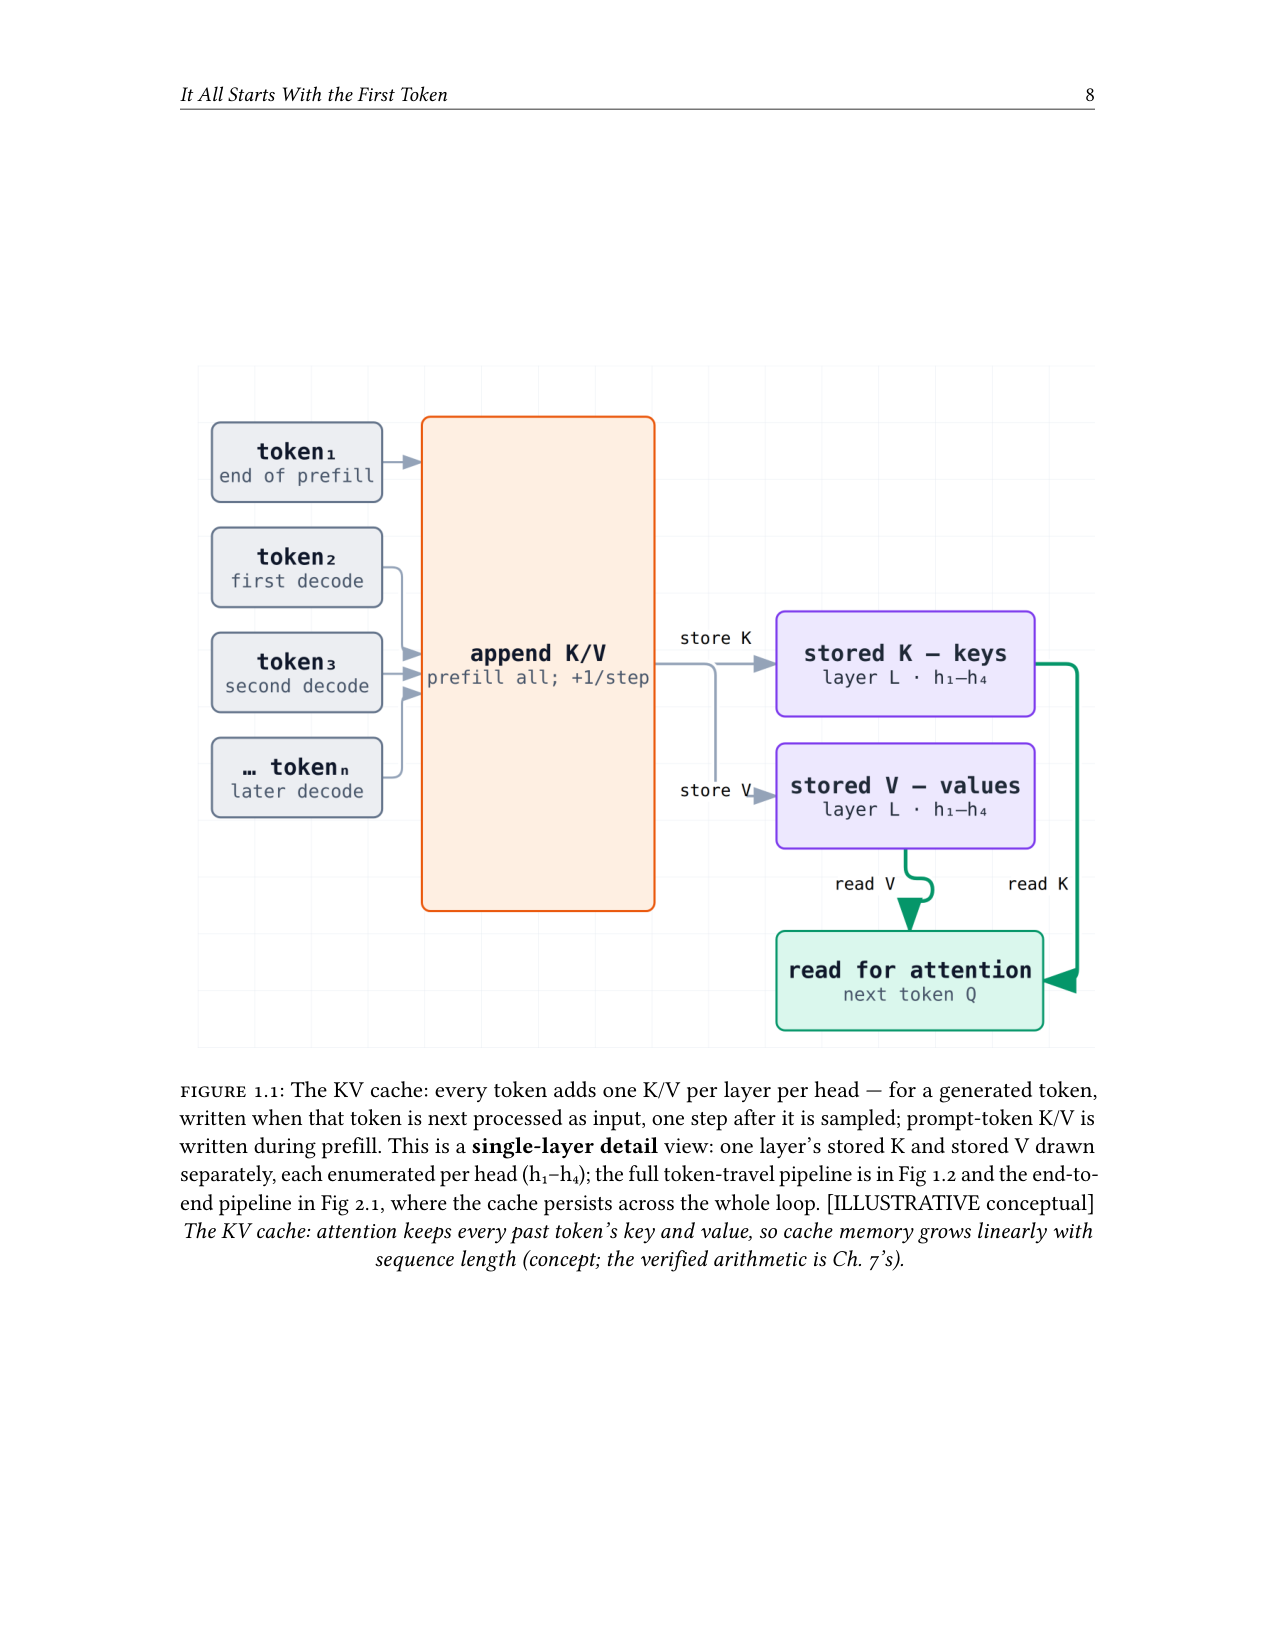 It All Starts With the First Token 8
token₁
end of prefill
token₂
first decode
token₃
second decode
… tokenₙ
later decode
append K/V
prefill all; +1/step
store K
store V
stored K — keys
layer L · h₁–h₄
stored V — values
layer L · h₁–h₄
read V
read K
read for attention
next token Q
FIGURE 1.1: The KV cache: every token adds one K/V per layer per head — for a generated token,
written when that token is next processed as input, one step after it is sampled; prompt-token K/V is
written during prefill. This is a single-layer detail view: one layer’s stored K and stored V drawn
separately, each enumerated per head (h₁–h₄); the full token-travel pipeline is in Fig 1.2 and the end-to-
end pipeline in Fig 2.1, where the cache persists across the whole loop. [ILLUSTRATIVE conceptual]
The KV cache: attention keeps every past token’s key and value, so cache memory grows linearly with
sequence length (concept; the verified arithmetic is Ch. 7’s).